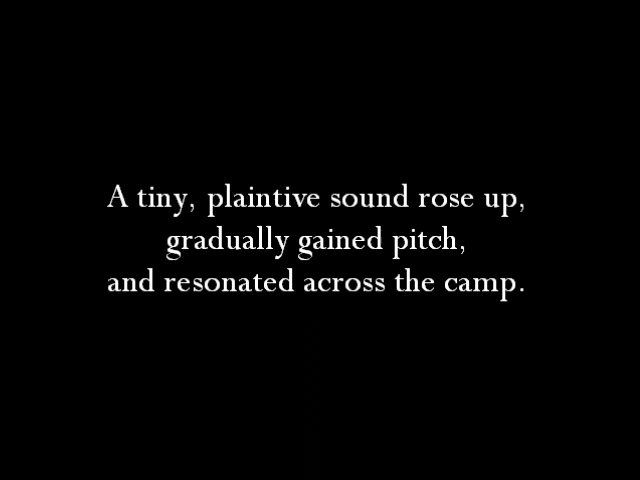 A tiny, plaintive sound rose up,
gradually gained pitch,
and resonated across the camp.